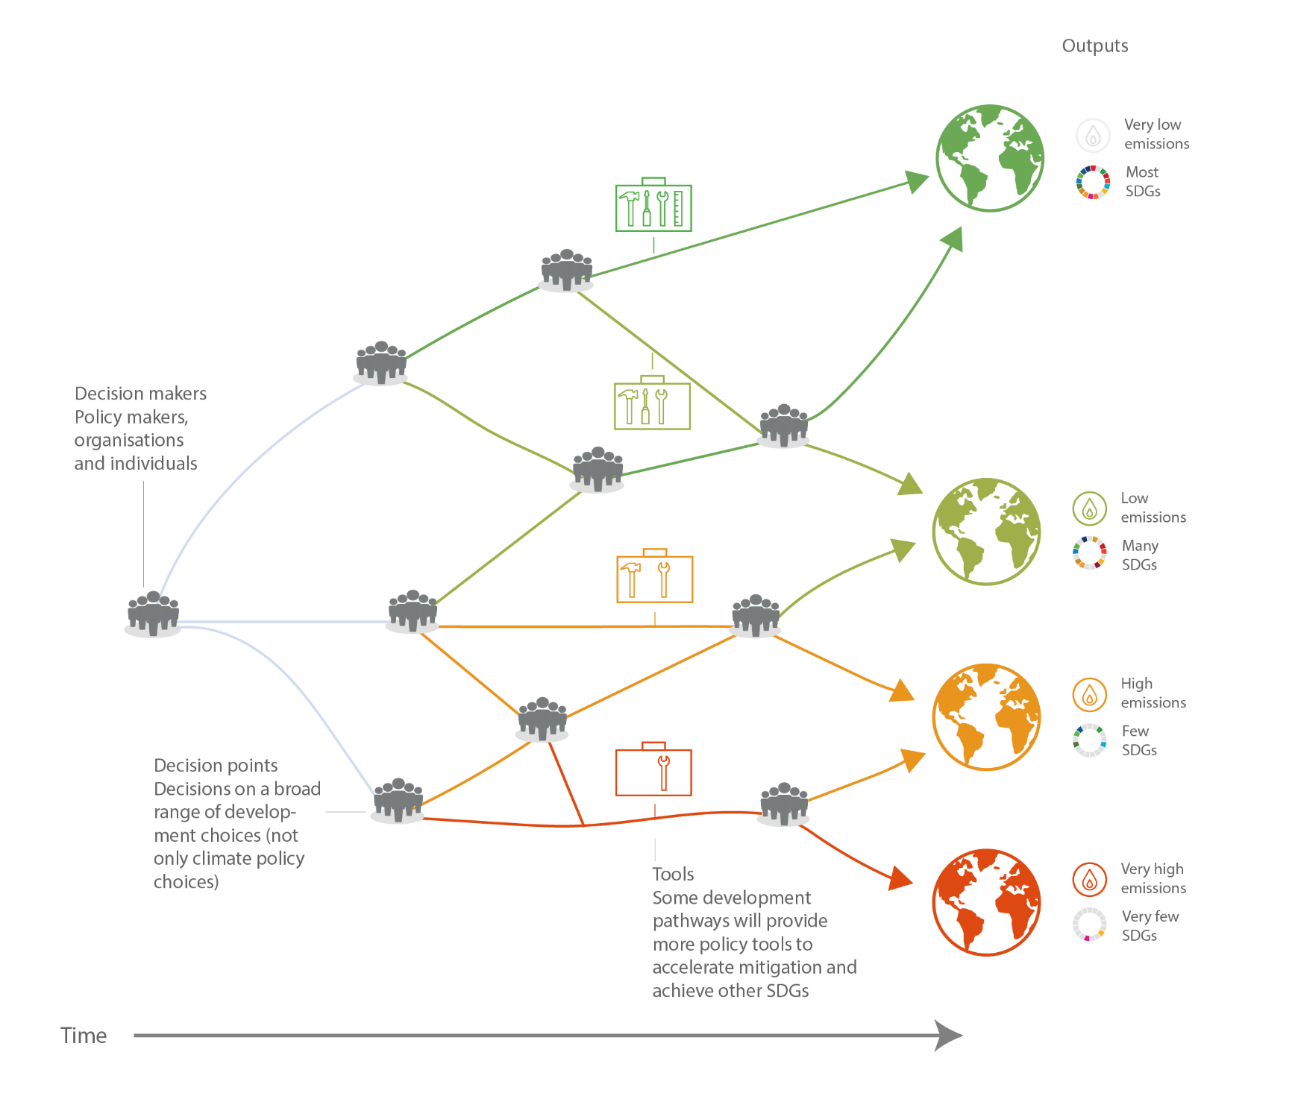 Outputs
Very low
emissions
Most
SDGs
Decision makers
Policy makers,
organisations
and individuals
Low
emissions
Many
SDGs
High
emissions
Few
SDGs
Decision points
Decisions on a broad
range of develop-
ment choices (not
only climate policy
choices)
Very high
emissions
Very few
SDGs
Tools
Some development
pathways will provide
more policy tools to
accelerate mitigation and
achieve other SDGs
Time